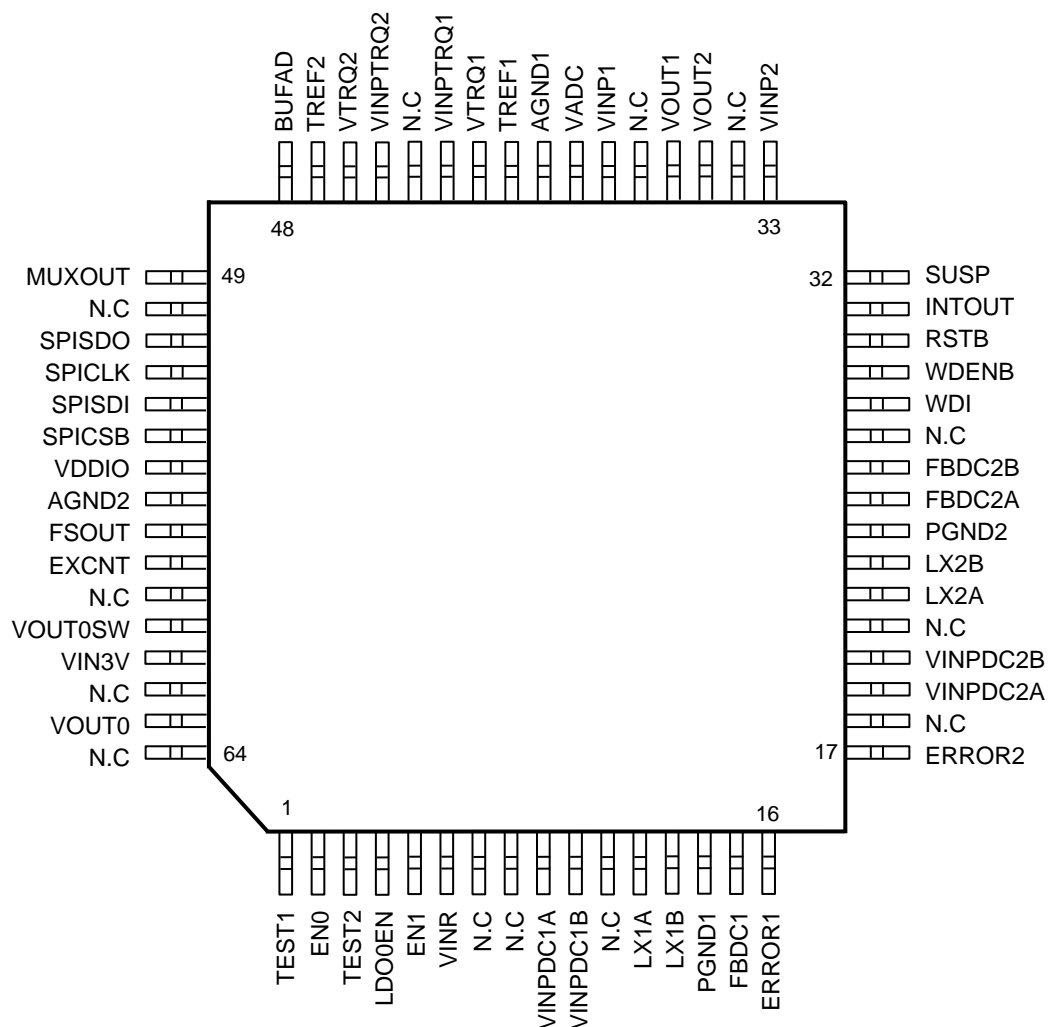 BUFAD
TREF2
VTRQ2
VINPTRQ2
N.C
VINPTRQ1
VTRQ1
TREF1
AGND1
VADC
VINP1
N.C
VOUT1
VOUT2
N.C
VINP2
48
33
MUXOUT
N.C
SPISDO
SPICLK
SPISDI
SPICSB
VDDIO
AGND2
FSOUT
EXCNT
N.C
VOUT0SW
VIN3V
N.C
VOUT0
N.C
49
64
32
17
SUSP
INTOUT
RSTB
WDENB
WDI
N.C
FBDC2B
FBDC2A
PGND2
LX2B
LX2A
N.C
VINPDC2B
VINPDC2A
N.C
ERROR2
1
16
TEST1
EN0
TEST2
LDO0EN
EN1
VINR
N.C
N.C
VINPDC1A
VINPDC1B
N.C
LX1A
LX1B
PGND1
FBDC1
ERROR1